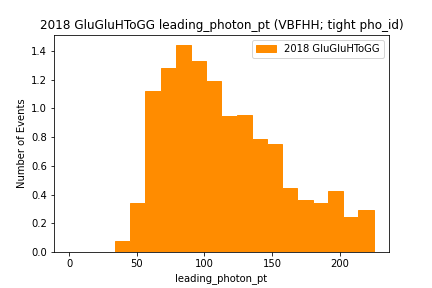 2018 GluGluHToGG leading_photon_pt (VBFHH; tight pho_id)
2018 GluGluHToGG
Number of Events
1.4
1.2
1.0
0.8
0.6
0.4
0.2
0.0
0 50 100 150 200
leading_photon_pt